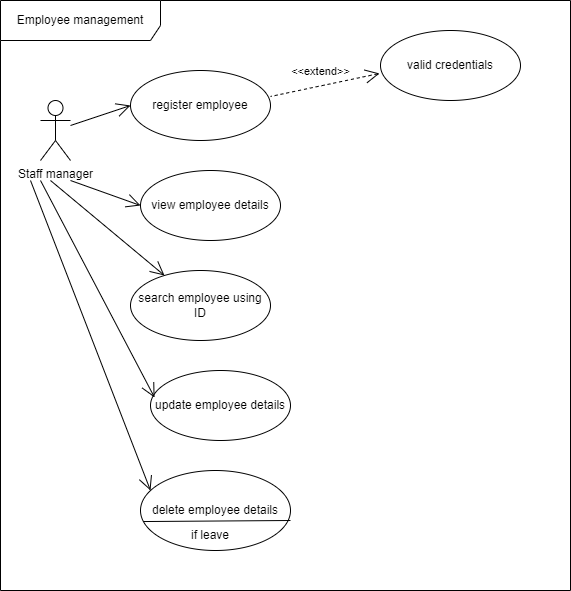 Employee management
<<extend>>
valid credentials
register employee
Staff manager
view employee details
search employee using
ID
update employee details
delete employee details
if leave